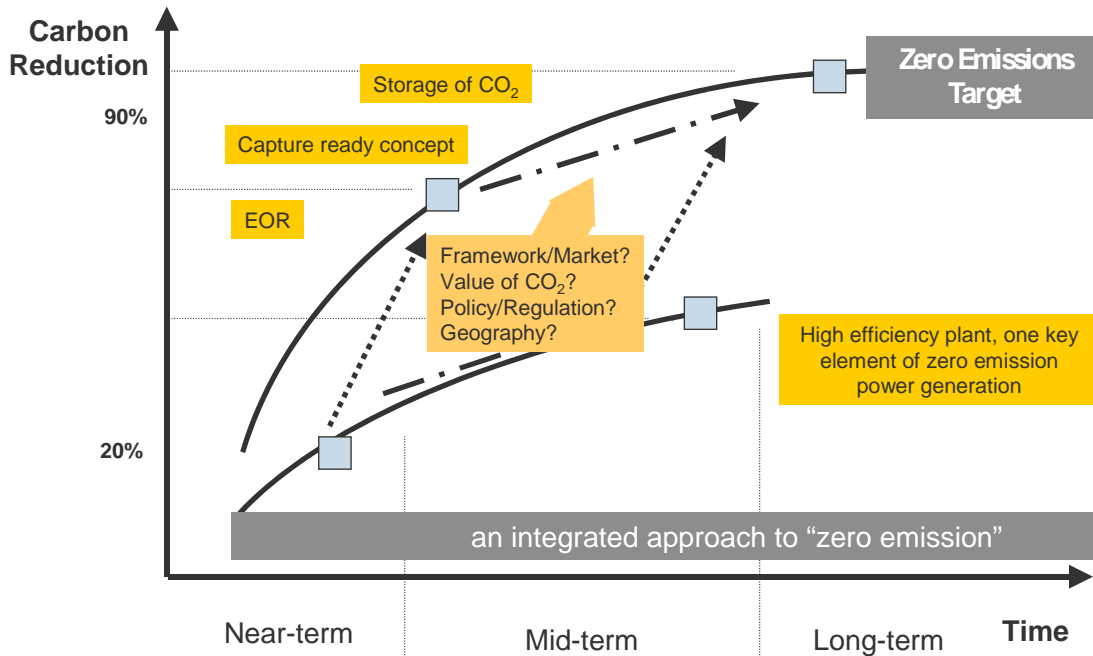 Carbon
Reduction
90%
20%
Storage of CO₂
Capture ready concept
EOR
Zero Emissions
Target
Framework/Market?
Value of CO₂?
Policy/Regulation?
Geography?
High efficiency plant, one key
element of zero emission
power generation
an integrated approach to “zero emission”
Near-term
Mid-term
Long-term
Time